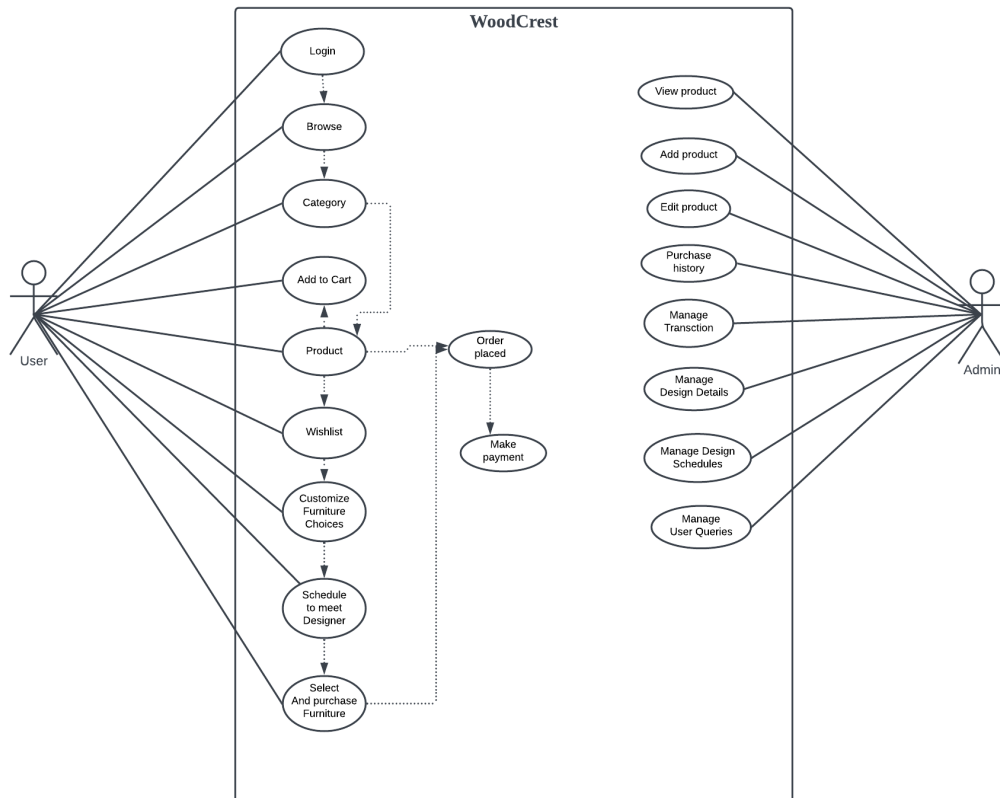 WoodCrest
Login
Browse
Category
Add to Cart
Product
Wishlist
Customize
Furniture
Choices
Schedule
to meet
Designer
Select
And purchase
Furniture
User
Order
placed
Make
payment
View product
Add product
Edit product
Purchase
history
Manage
Transction
Manage
Design Details
Manage Design
Schedules
Manage
User Queries
Admin